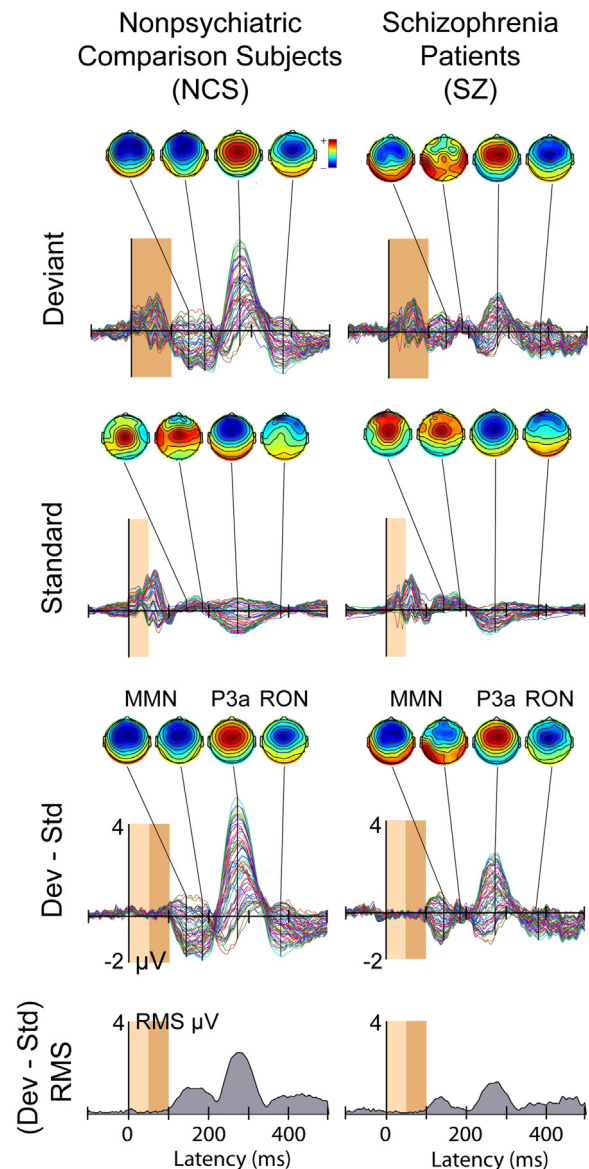 Nonpsychiatric
Comparison Subjects
(NCS)
Schizophrenia
Patients
(SZ)
+
−
Deviant
Standard
MMN P3a RON
MMN P3a RON
Dev - Std
4
-2 µV
4
-2
(Dev - Std)
RMS
4 RMS µV
4
0 200 400
Latency (ms)
0 200 400
Latency (ms)